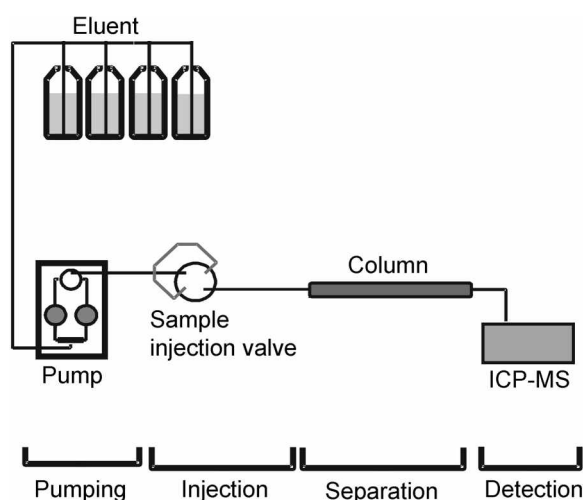 Eluent
Column
Sample
injection valve
Pump
ICP-MS
Pumping
Injection
Separation
Detection